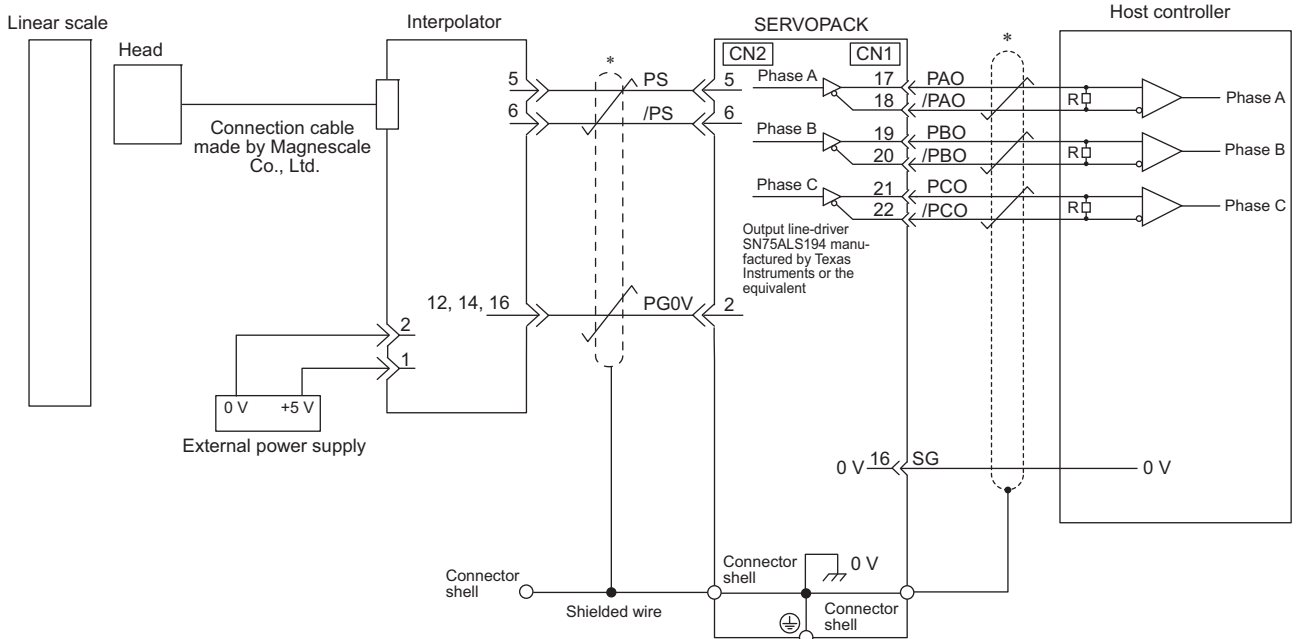 Linear scale
Head
Interpolator
SERVOPACK
Host controller
Connection cable
made by Magnescale
Co., Ltd.
*
*
CN2
CN1
5
PS
5
6
/PS
6
Phase A
17
PAO
18
/PAO
R
Phase A
Phase B
19
PBO
20
/PBO
R
Phase B
Phase C
21
PCO
22
/PCO
R
Phase C
Output line-driver
SN75ALS194 manu-
factured by Texas
Instruments or the
equivalent
12, 14, 16
PG0V
2
2
1
0 V
+5 V
External power supply
0 V
16
SG
0 V
Connector
shell
Shielded wire
Connector
shell
0 V
Connector
shell